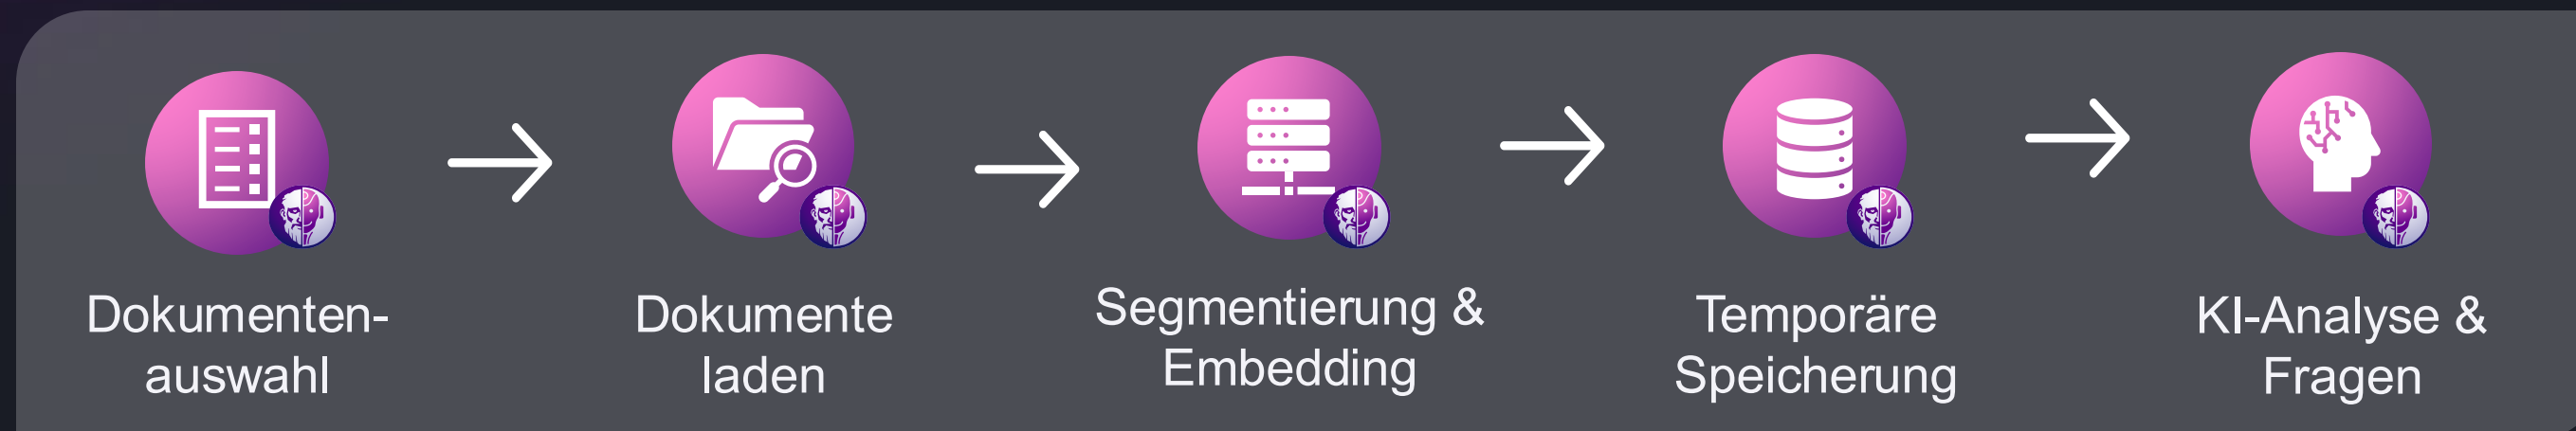 Dokumenten-
auswahl
Dokumente
laden
Segmentierung &
Embedding
Temporäre
Speicherung
KI-Analyse &
Fragen